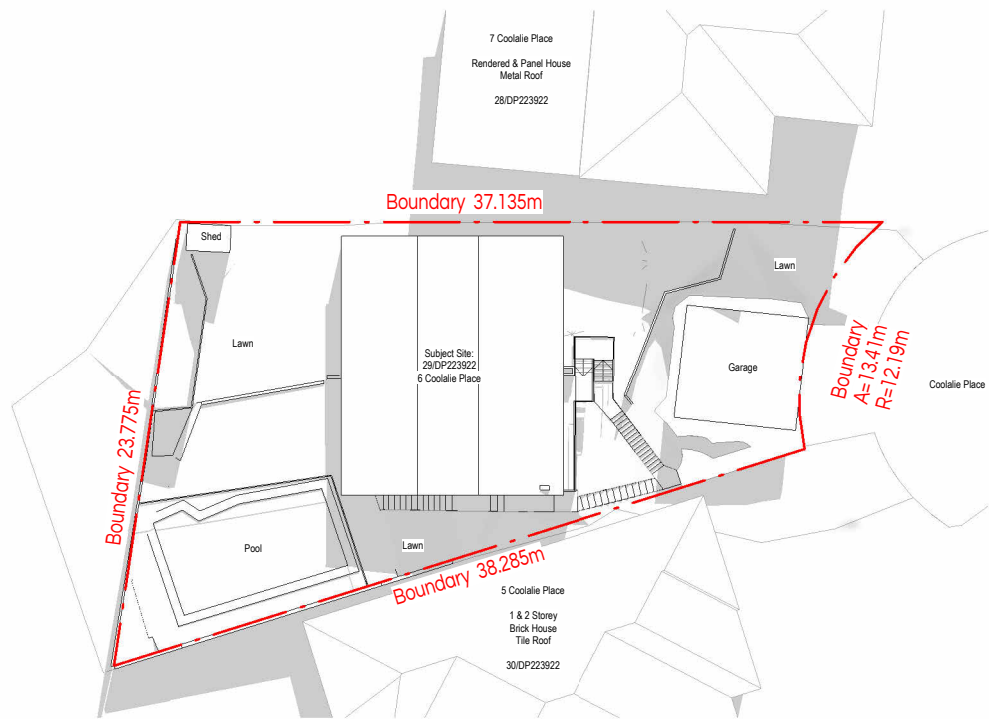 7 Coolalie Place
Rendered & Panel House
Metal Roof
28/DP223922
Boundary 37.135m
Shed
Lawn
Lawn
Subject Site:
29/DP223922
6 Coolalie Place
Garage
Boundary
A=13.41m
R=12.19m
Coolalie Place
Boundary 23.775m
Pool
Lawn
Boundary 38.285m
5 Coolalie Place
1 & 2 Storey
Brick House
Tile Roof
30/DP223922